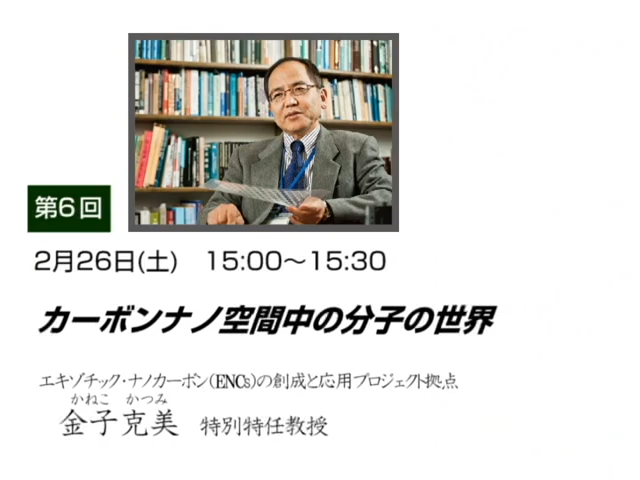 第6回
2月26日(土) 15:00～15:30
カーボンナノ空間中の分子の世界
エキゾチック・ナノカーボン(ENCs)の創成と応用プロジェクト拠点
かねこ かつみ
金子克美 特別特任教授